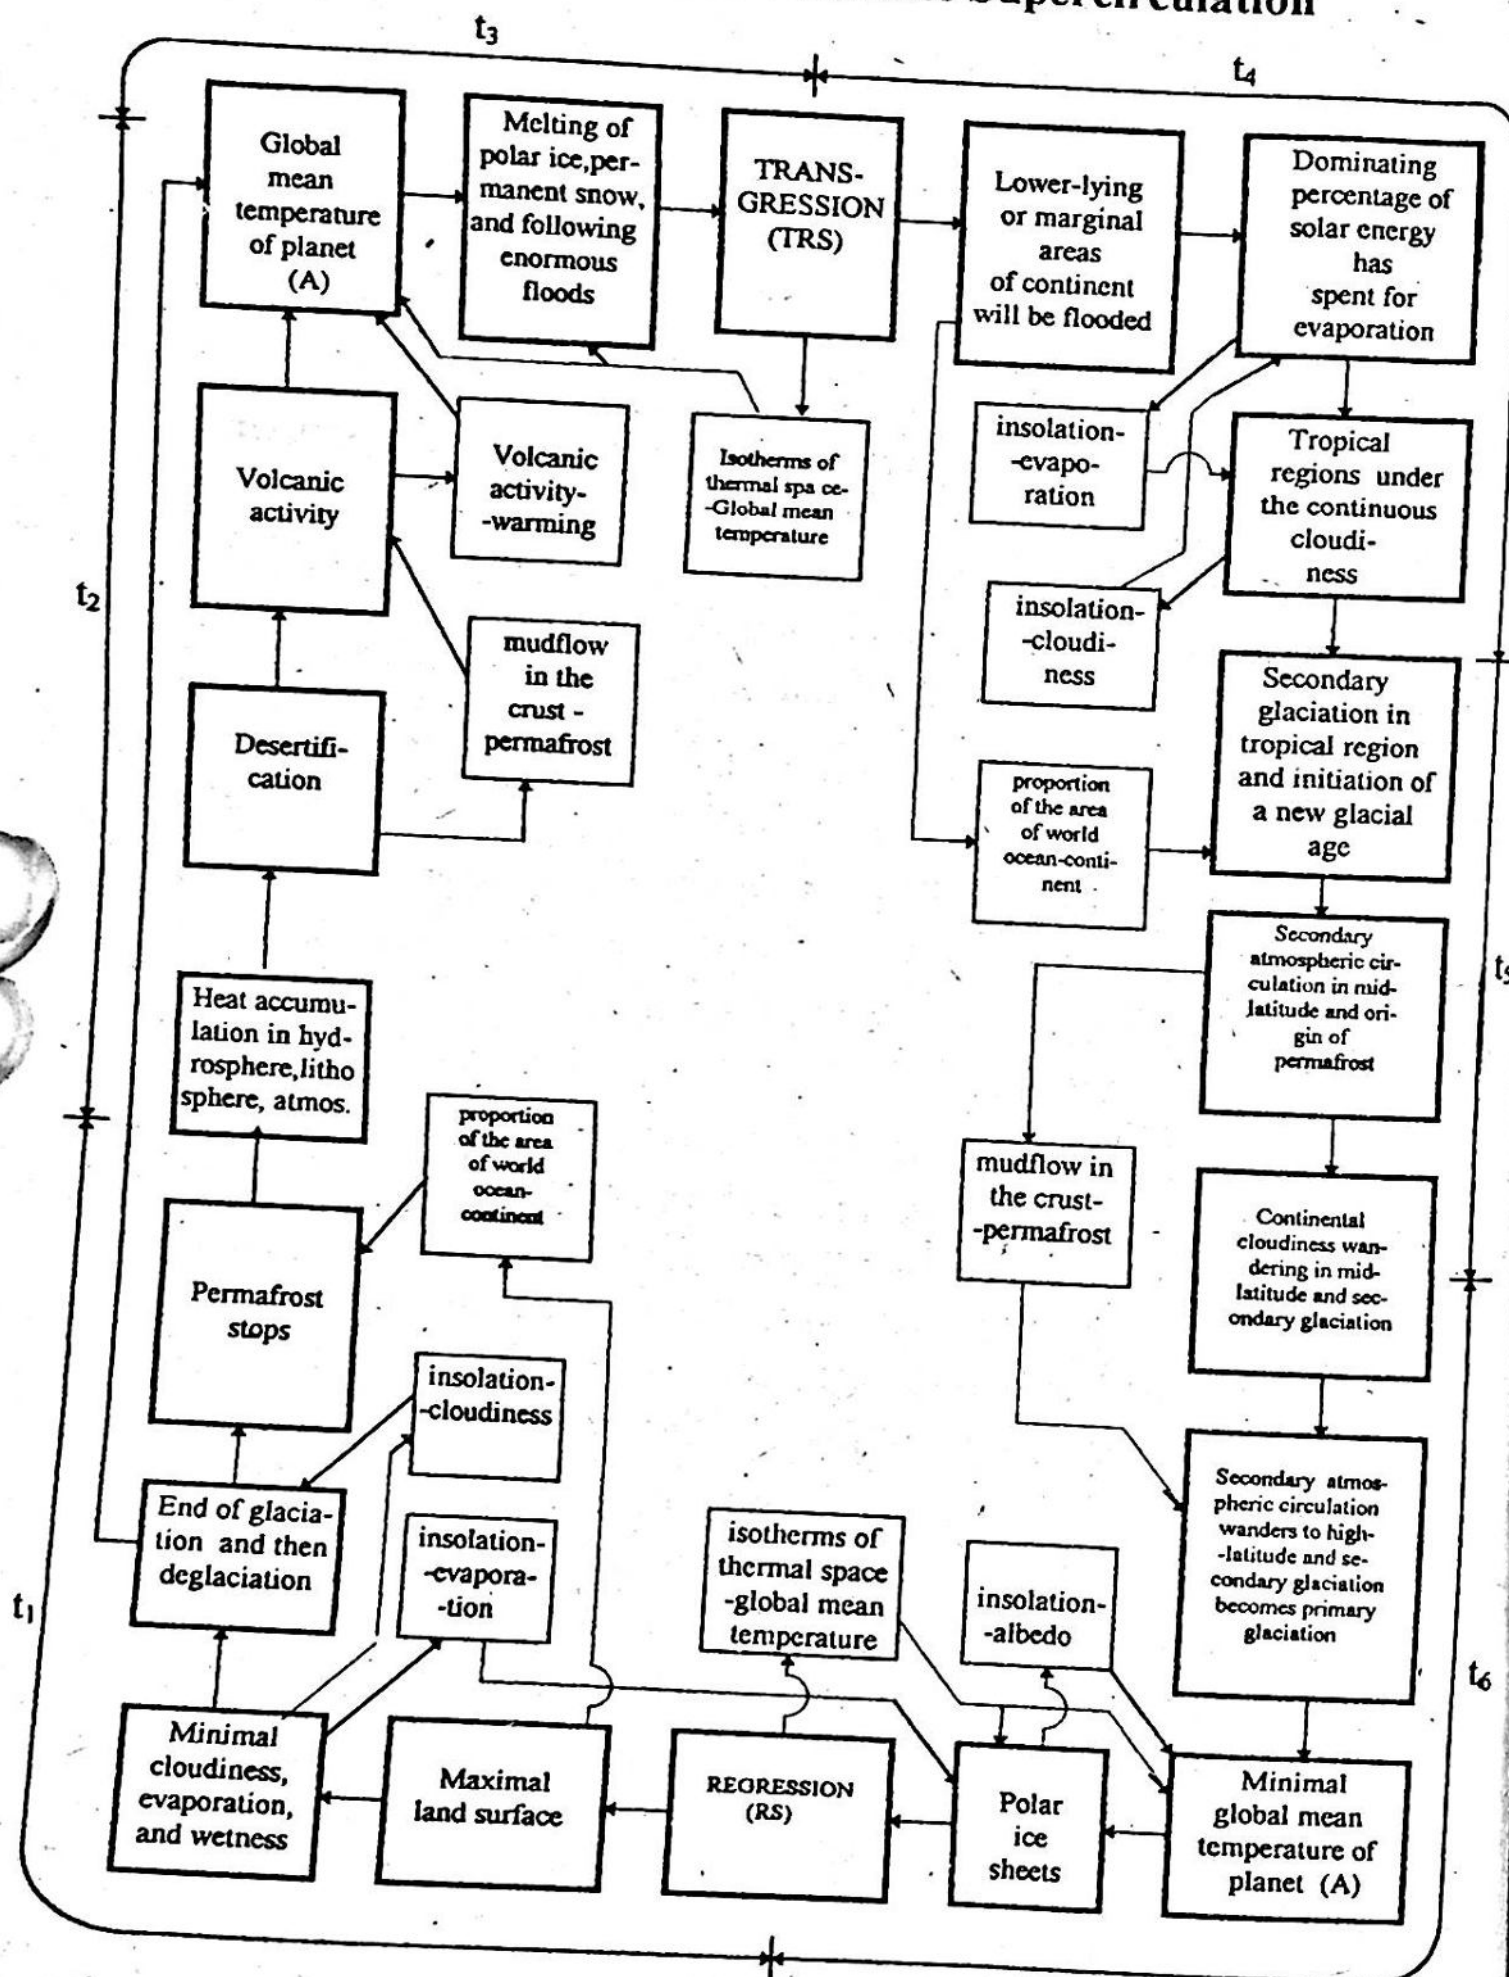 Supercirculation
t3
t4
Global
mean
temperature
of planet
(A)
Melting of
polar ice,per-
manent snow,
and following
enormous
floods
TRANS-
GRESSION
(TRS)
Lower-lying
or marginal
areas
of continent
will be flooded
Dominating
percentage of
solar energy
has
spent for
evaporation
Volcanic
activity
Volcanic
activity-
-warming
Isotherms of
thermal spa ce-
-Global mean
temperature
insolation-
-evapo-
ration
Tropical
regions under
the continuous
cloudi-
ness
t2
insolation-
-cloudi-
ness
mudflow
in the
crust -
permafrost
Secondary
glaciation in
tropical region
and initiation of
a new glacial
age
Desertifi-
cation
proportion
of the area
of world
ocean-conti-
nent
Secondary
atmospheric cir-
culation in mid-
latitude and ori-
gin of
permafrost
t5
Heat accumu-
lation in hyd-
rosphere,litho
sphere, atmos.
proportion
of the area
of world
ocean-
continent
mudflow in
the crust-
-permafrost
Continental
cloudiness wan-
dering in mid-
latitude and sec-
ondary glaciation
Permafrost
stops
insolation-
-cloudiness
Secondary atmos-
pheric circulation
wanders to high-
-latitude and se-
condary glaciation
becomes primary
glaciation
End of glacia-
tion and then
deglaciation
insolation-
-evapora-
-tion
isotherms of
thermal space
-global mean
temperature
insolation-
-albedo
t1
t6
Minimal
cloudiness,
evaporation,
and wetness
Maximal
land surface
REGRESSION
(RS)
Polar
ice
sheets
Minimal
global mean
temperature of
planet (A)